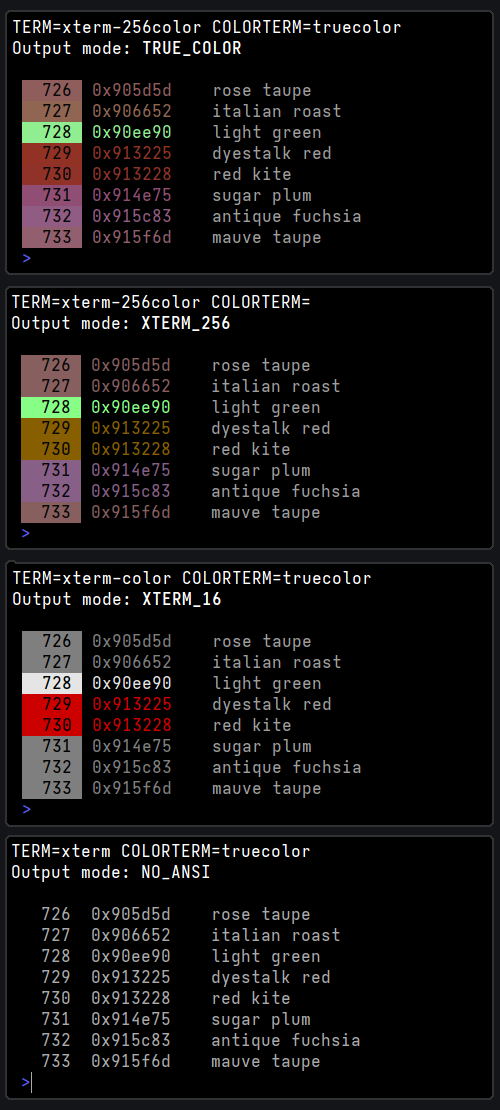 TERM=xterm-256color COLORTERM=truecolor
Output mode: TRUE_COLOR
726 0x905d5d rose taupe
727 0x906652 italian roast
728 0x90ee90 light green
729 0x913225 dyestalk red
730 0x913228 red kite
731 0x914e75 sugar plum
732 0x915c83 antique fuchsia
733 0x915f6d mauve taupe
>
TERM=xterm-256color COLORTERM=
Output mode: XTERM_256
726 0x905d5d rose taupe
727 0x906652 italian roast
728 0x90ee90 light green
729 0x913225 dyestalk red
730 0x913228 red kite
731 0x914e75 sugar plum
732 0x915c83 antique fuchsia
733 0x915f6d mauve taupe
>
TERM=xterm-color COLORTERM=truecolor
Output mode: XTERM_16
726 0x905d5d rose taupe
727 0x906652 italian roast
728 0x90ee90 light green
729 0x913225 dyestalk red
730 0x913228 red kite
731 0x914e75 sugar plum
732 0x915c83 antique fuchsia
733 0x915f6d mauve taupe
>
TERM=xterm COLORTERM=truecolor
Output mode: NO_ANSI
726 0x905d5d rose taupe
727 0x906652 italian roast
728 0x90ee90 light green
729 0x913225 dyestalk red
730 0x913228 red kite
731 0x914e75 sugar plum
732 0x915c83 antique fuchsia
733 0x915f6d mauve taupe
>